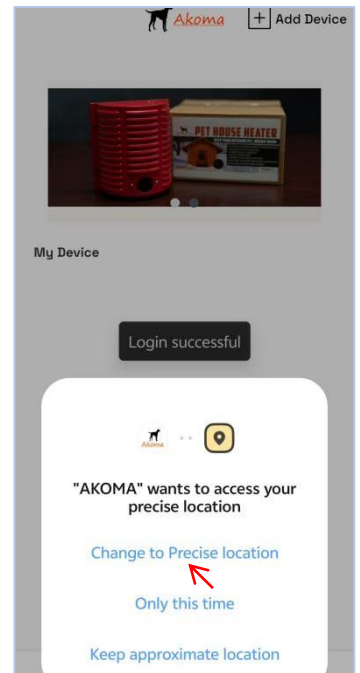 Akoma + Add Device
PET HOUSE HEATER
My Device
Login successful
Akoma
"AKOMA" wants to access your
precise location
Change to Precise location
Only this time
Keep approximate location